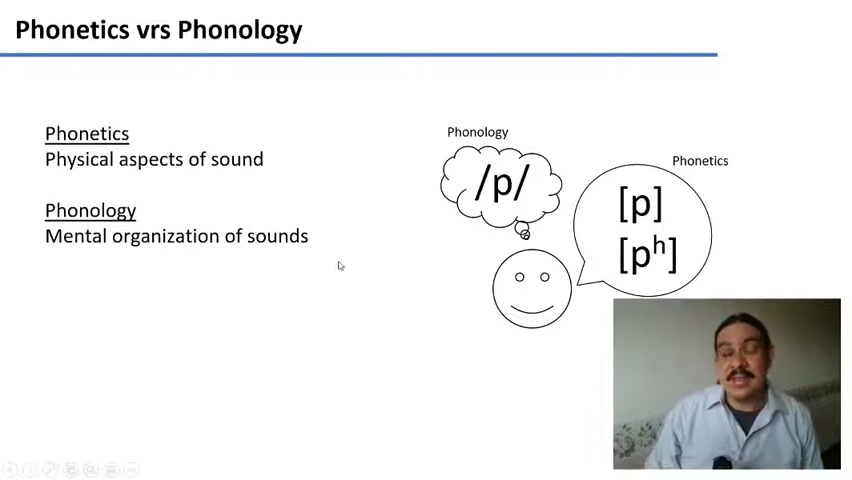 Phonetics vrs Phonology
Phonetics
Physical aspects of sound
Phonology
Mental organization of sounds
Phonology
/p/
Phonetics
[p]
[pʰ]